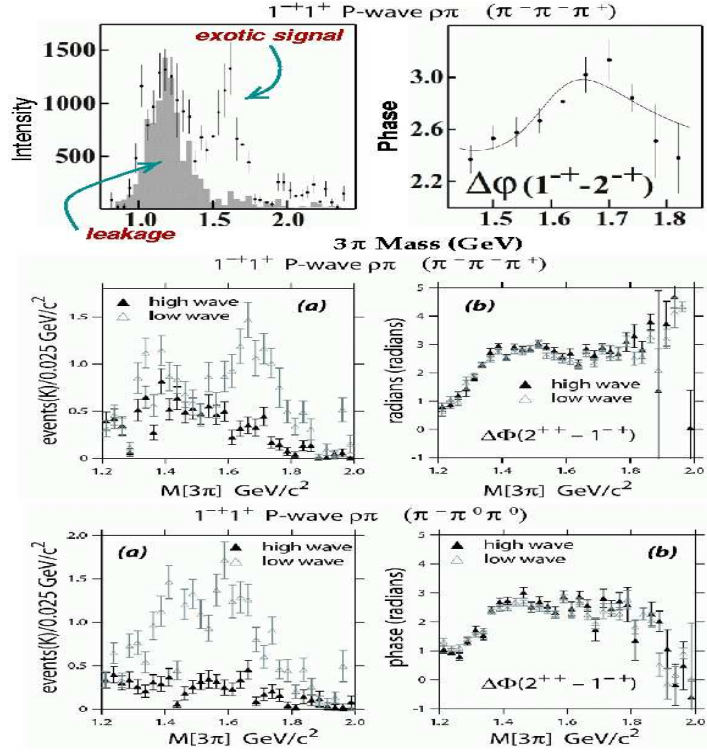 1⁻⁺1⁺ P-wave ρπ (π⁻π⁻π⁺)
exotic signal
leakage
Intensity
1500
1000
500
1.0 1.5 2.0
Phase
3.0
2.6
2.2
Δφ(1⁻⁺-2⁻⁺)
1.5 1.6 1.7 1.8
3π Mass (GeV)
1⁻⁺1⁺ P-wave ρπ (π⁻π⁻π⁺)
events(K)/0.025 GeV/c²
1.5
1.0
0.5
0
high wave
low wave
(a)
1.2 1.4 1.6 1.8 2.0
M[3π] GeV/c²
radians (radians)
5
4
3
2
1
0
-1
(b)
high wave
low wave
ΔΦ(2⁺⁺ – 1⁻⁺)
1.2 1.4 1.6 1.8 2.0
M[3π] GeV/c²
1⁻⁺1⁺ P-wave ρπ (π⁻π⁰π⁰)
events(K)/0.025 GeV/c²
2.0
1.5
1.0
0.5
0
(a)
high wave
low wave
1.2 1.4 1.6 1.8 2.0
M[3π] GeV/c²
phase (radians)
5
4
3
2
1
0
-1
high wave
low wave
(b)
ΔΦ(2⁺⁺ – 1⁻⁺)
1.2 1.4 1.6 1.8 2.0
M[3π] GeV/c²